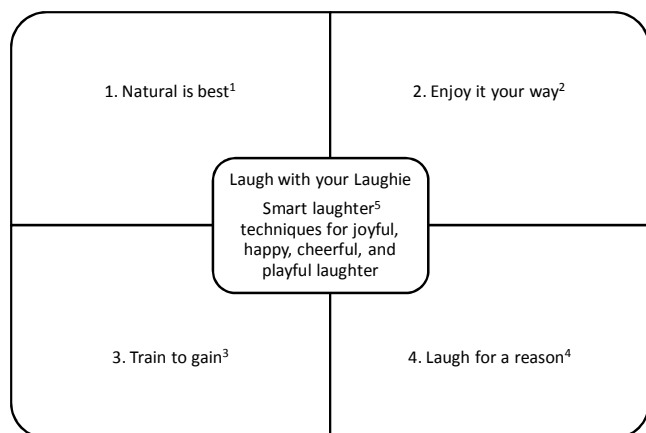 1. Natural is best¹
2. Enjoy it your way²
Laugh with your Laughie
Smart laughter⁵
techniques for joyful,
happy, cheerful, and
playful laughter
3. Train to gain³
4. Laugh for a reason⁴